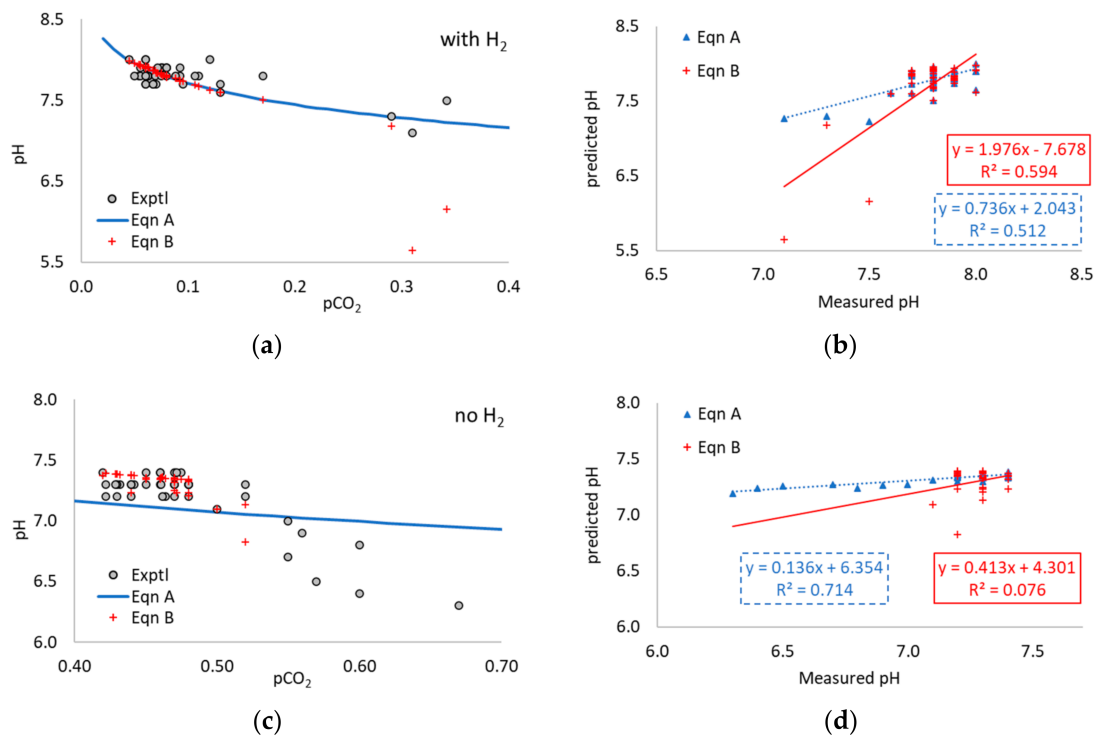 8.5
7.5
6.5
5.5
pH
with H2
Exptl
Eqn A
Eqn B
0.0
0.1
0.2
0.3
0.4
pCO2
(a)
8.5
7.5
6.5
5.5
predicted pH
Eqn A
Eqn B
y = 1.976x - 7.678
R² = 0.594
y = 0.736x + 2.043
R² = 0.512
6.5
7.0
7.5
8.0
8.5
Measured pH
(b)
8.0
7.5
7.0
6.5
6.0
pH
no H2
Exptl
Eqn A
Eqn B
0.40
0.50
0.60
0.70
pCO2
(c)
8.0
7.5
7.0
6.5
6.0
predicted pH
Eqn A
Eqn B
y = 0.136x + 6.354
R² = 0.714
y = 0.413x + 4.301
R² = 0.076
6.0
6.5
7.0
7.5
Measured pH
(d)